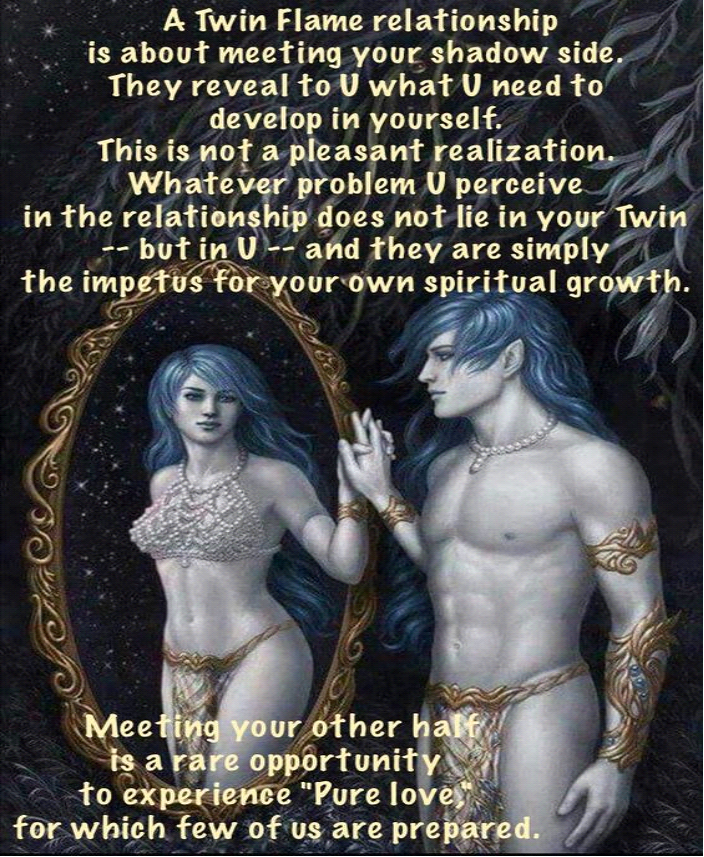 A Twin Flame relationship
is about meeting your shadow side.
They reveal to U what U need to
develop in yourself.
This is not a pleasant realization.
Whatever problem U perceive
in the relationship does not lie in your Twin
-- but in U -- and they are simply
the impetus for your own spiritual growth.
Meeting your other half
is a rare opportunity
to experience "Pure love,"
for which few of us are prepared.